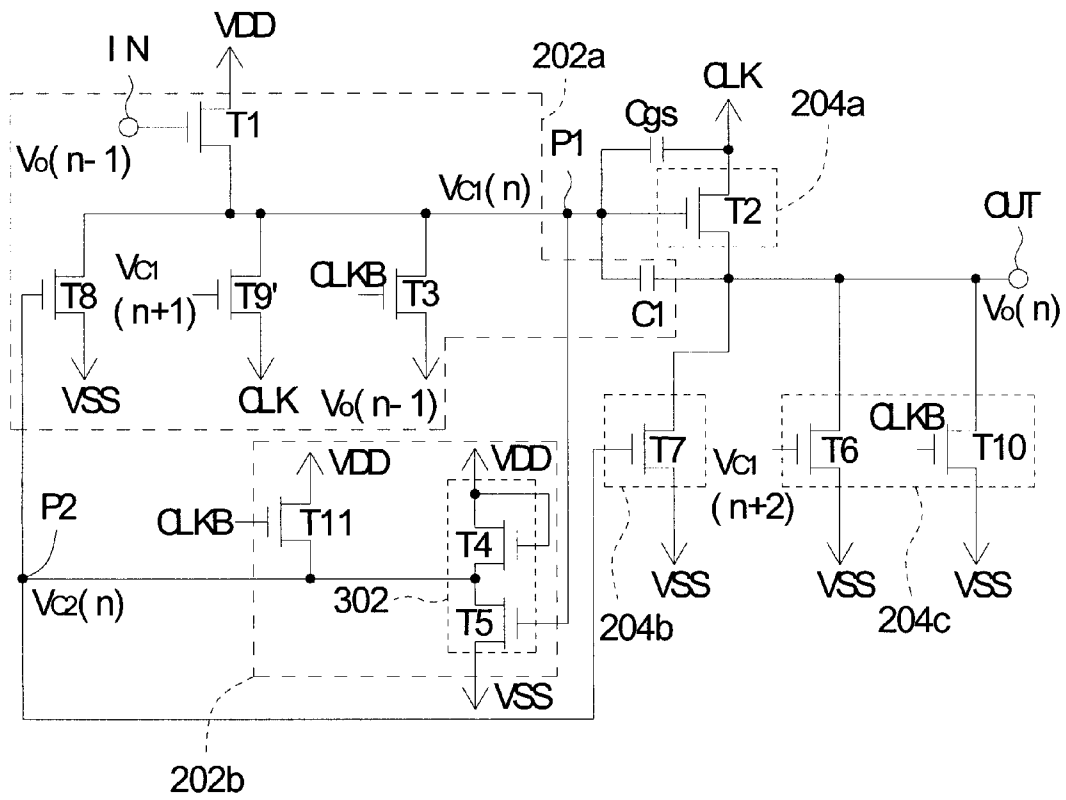 VDD
IN
202a
CLK
204a
Cgs
P1
T1
Vo(n-1)
VC1(n)
T2
OUT
VC1
(n+1)
CLKB
T8
T9'
T3
C1
Vo(n)
VSS
CLK
Vo(n-1)
CLKB
VDD
VDD
T7
VC1
(n+2)
T6
T10
P2
CLKB
T11
T4
VC2(n)
302
T5
VSS
VSS
VSS
204b
204c
VSS
202b